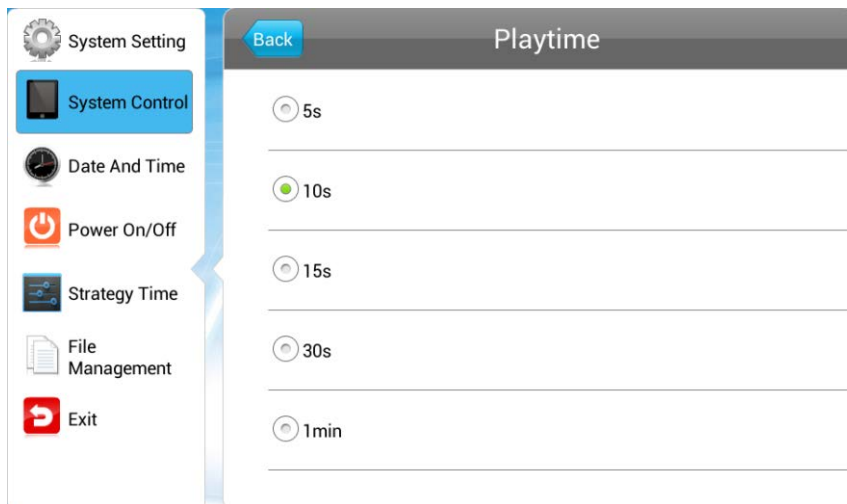 System Setting
System Control
Date And Time
Power On/Off
Strategy Time
File
Management
Exit
Back
Playtime
5s
10s
15s
30s
1min